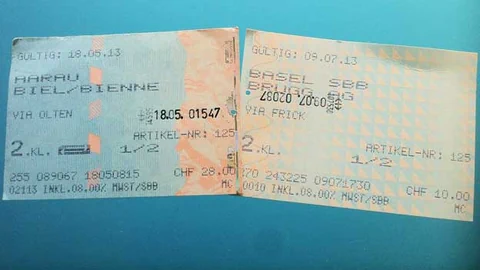 GÜLTIG: 18.05.13
AARAU
BIEL/BIENNE
VIA OLTEN
18.05. 01547
ARTIKEL-NR: 125
2.KL.
1/2
255 089067 18050815
CHF 28.00
02113 INKL.08.00% MWST/SBB
MC
GÜLTIG: 09.07.13
BASEL SBB
BRUGG AG
09.07. 02087
VIA FRICK
ARTIKEL-NR: 125
2.KL.
1/2
270 243225 09071730
CHF 10.00
0010 INKL.08.00% MWST/SBB
MC